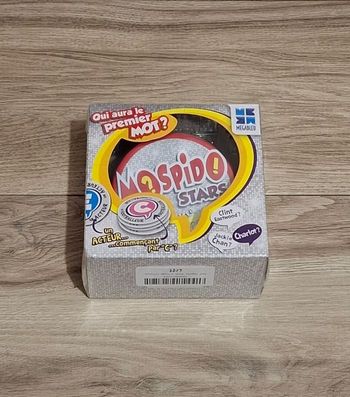 Qui aura le
premier
MOT?
MEGABLEU
MOSPIDO
STARS
Clint
Eastwood?
un
ACTEUR
...commençant
Par "C"?
Jackie
Chan?
Charlot?